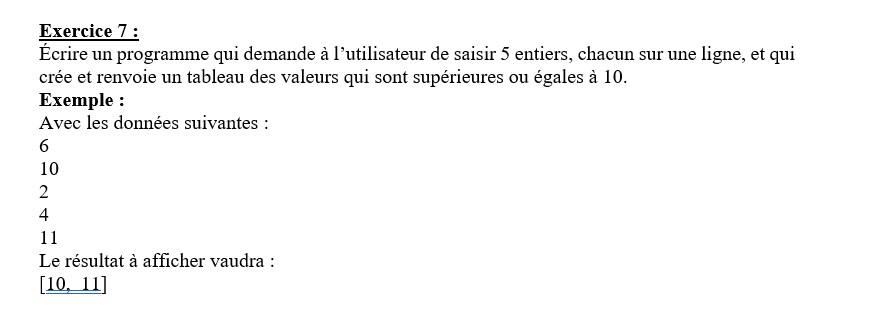 Exercice 7 :
Écrire un programme qui demande à l’utilisateur de saisir 5 entiers, chacun sur une ligne, et qui
crée et renvoie un tableau des valeurs qui sont supérieures ou égales à 10.
Exemple :
Avec les données suivantes :
6
10
2
4
11
Le résultat à afficher vaudra :
[10,  11]